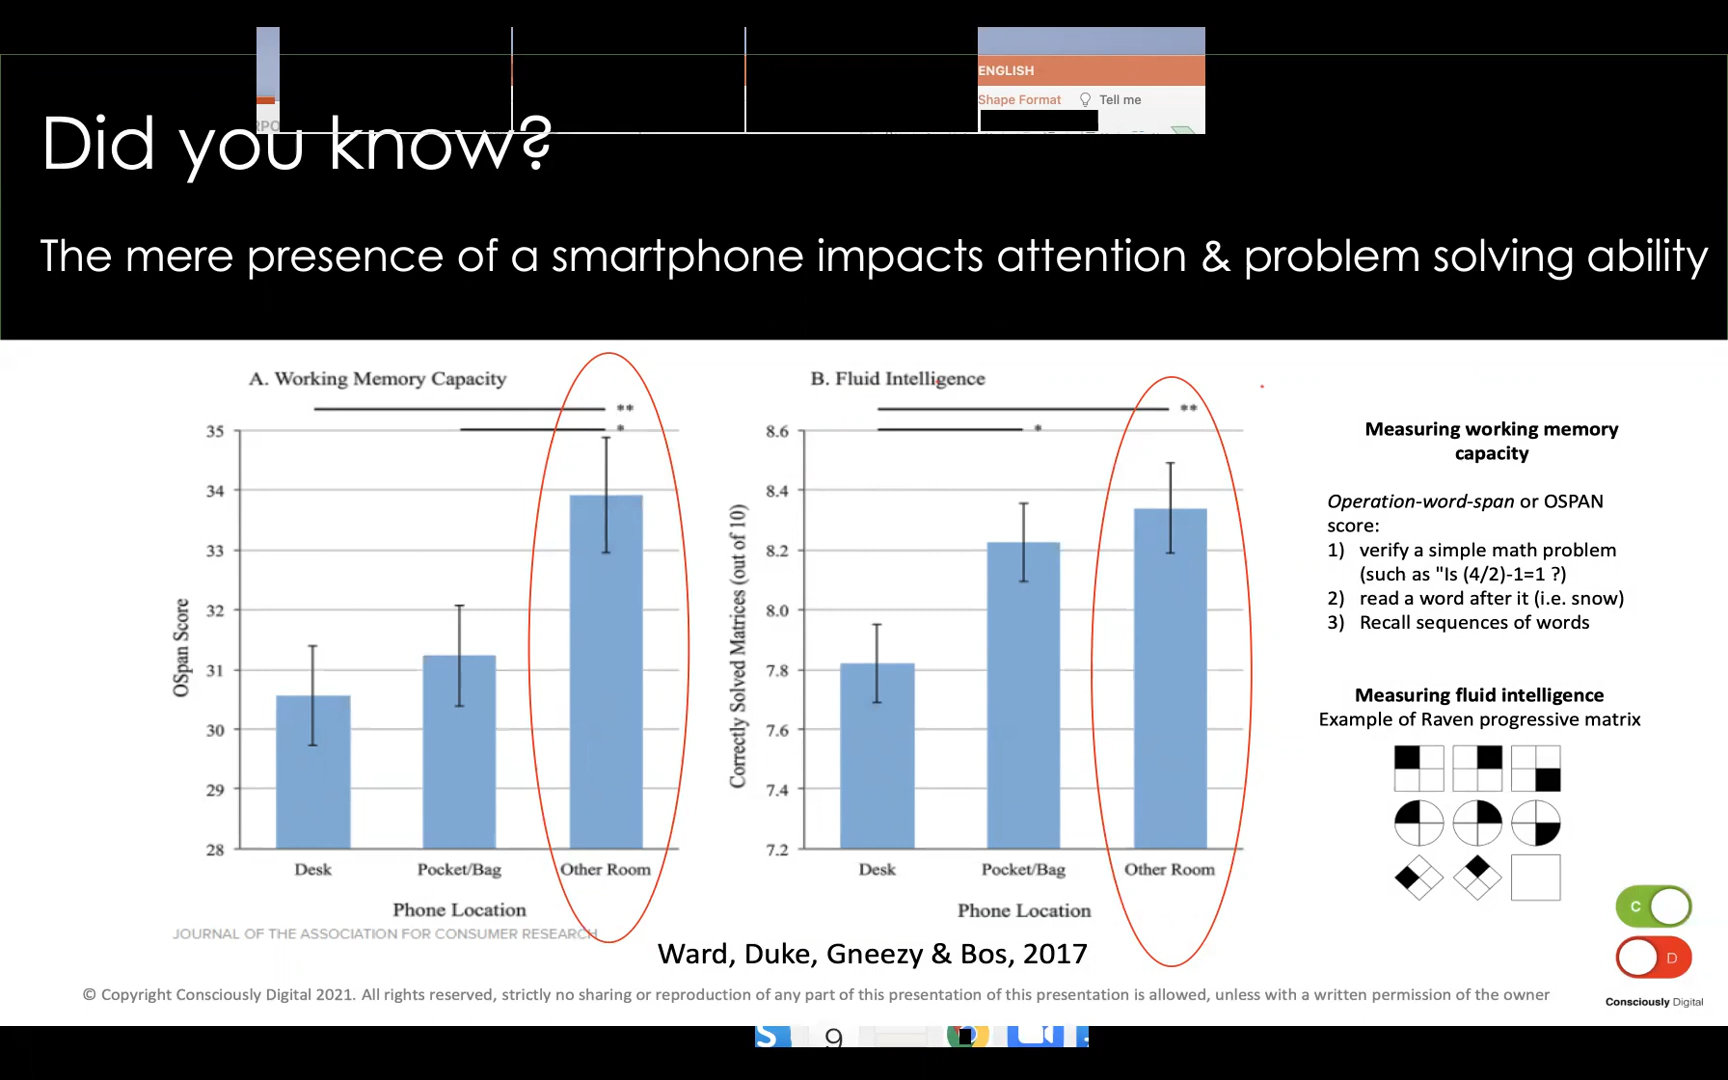 ENGLISH
Shape Format Tell me
RPO
Did you know?
The mere presence of a smartphone impacts attention & problem solving ability
A. Working Memory Capacity
**
*
35
34
33
32
31
30
29
28
OSpan Score
Desk Pocket/Bag Other Room
Phone Location
JOURNAL OF THE ASSOCIATION FOR CONSUMER RESEARCH
B. Fluid Intelligence
**
*
8.6
8.4
8.2
8.0
7.8
7.6
7.4
7.2
Correctly Solved Matrices (out of 10)
Desk Pocket/Bag Other Room
Phone Location
Ward, Duke, Gneezy & Bos, 2017
Measuring working memory
capacity
Operation-word-span or OSPAN
score:
1) verify a simple math problem
(such as "Is (4/2)-1=1 ?)
2) read a word after it (i.e. snow)
3) Recall sequences of words
Measuring fluid intelligence
Example of Raven progressive matrix
C
D
Consciously Digital
© Copyright Consciously Digital 2021. All rights reserved, strictly no sharing or reproduction of any part of this presentation of this presentation is allowed, unless with a written permission of the owner
S 9